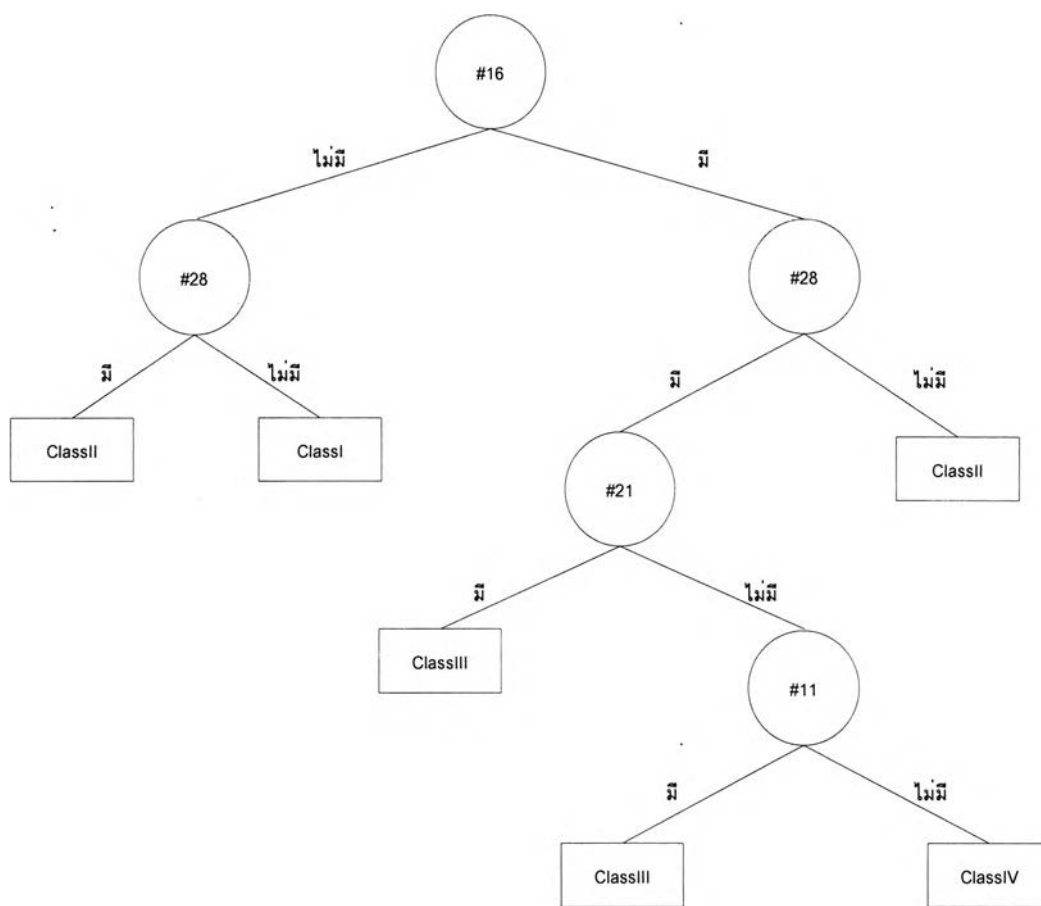 #16
ไม่มี
มี
#28
#28
มี
ไม่มี
มี
ไม่มี
ClassII
ClassI
ClassII
#21
มี
ไม่มี
ClassIII
#11
มี
ไม่มี
ClassIII
ClassIV